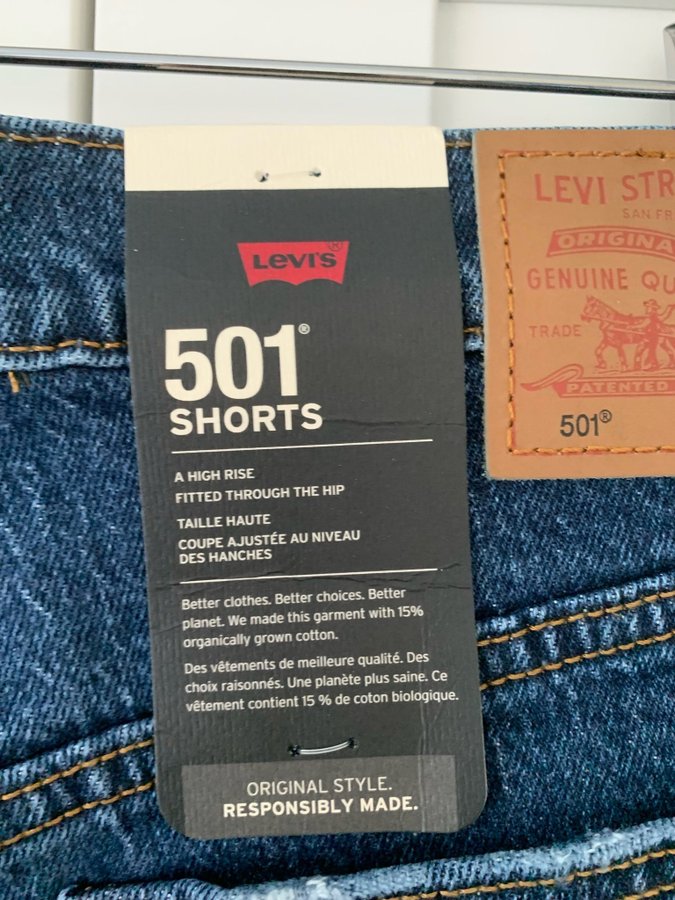 Levi's®
501®
SHORTS
A HIGH RISE
FITTED THROUGH THE HIP
TAILLE HAUTE
COUPE AJUSTÉE AU NIVEAU
DES HANCHES
Better clothes. Better choices. Better
planet. We made this garment with 15%
organically grown cotton.
Des vêtements de meilleure qualité. Des
choix raisonnés. Une planète plus saine. Ce
vêtement contient 15 % de coton biologique.
ORIGINAL STYLE.
RESPONSIBLY MADE.
LEVI STR
SAN FR
ORIGINA
GENUINE QU
TRADE
PATENTED
501®